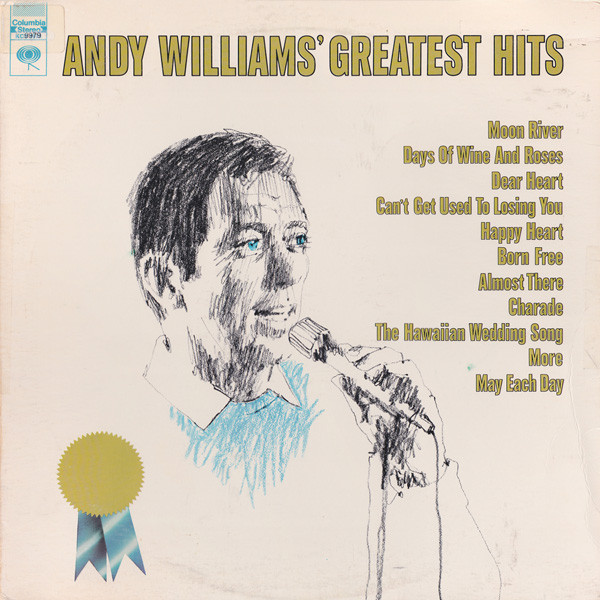 Columbia
Stereo
KCS9979
ANDY WILLIAMS' GREATEST HITS
Moon River
Days Of Wine And Roses
Dear Heart
Can't Get Used To Losing You
Happy Heart
Born Free
Almost There
Charade
The Hawaiian Wedding Song
More
May Each Day